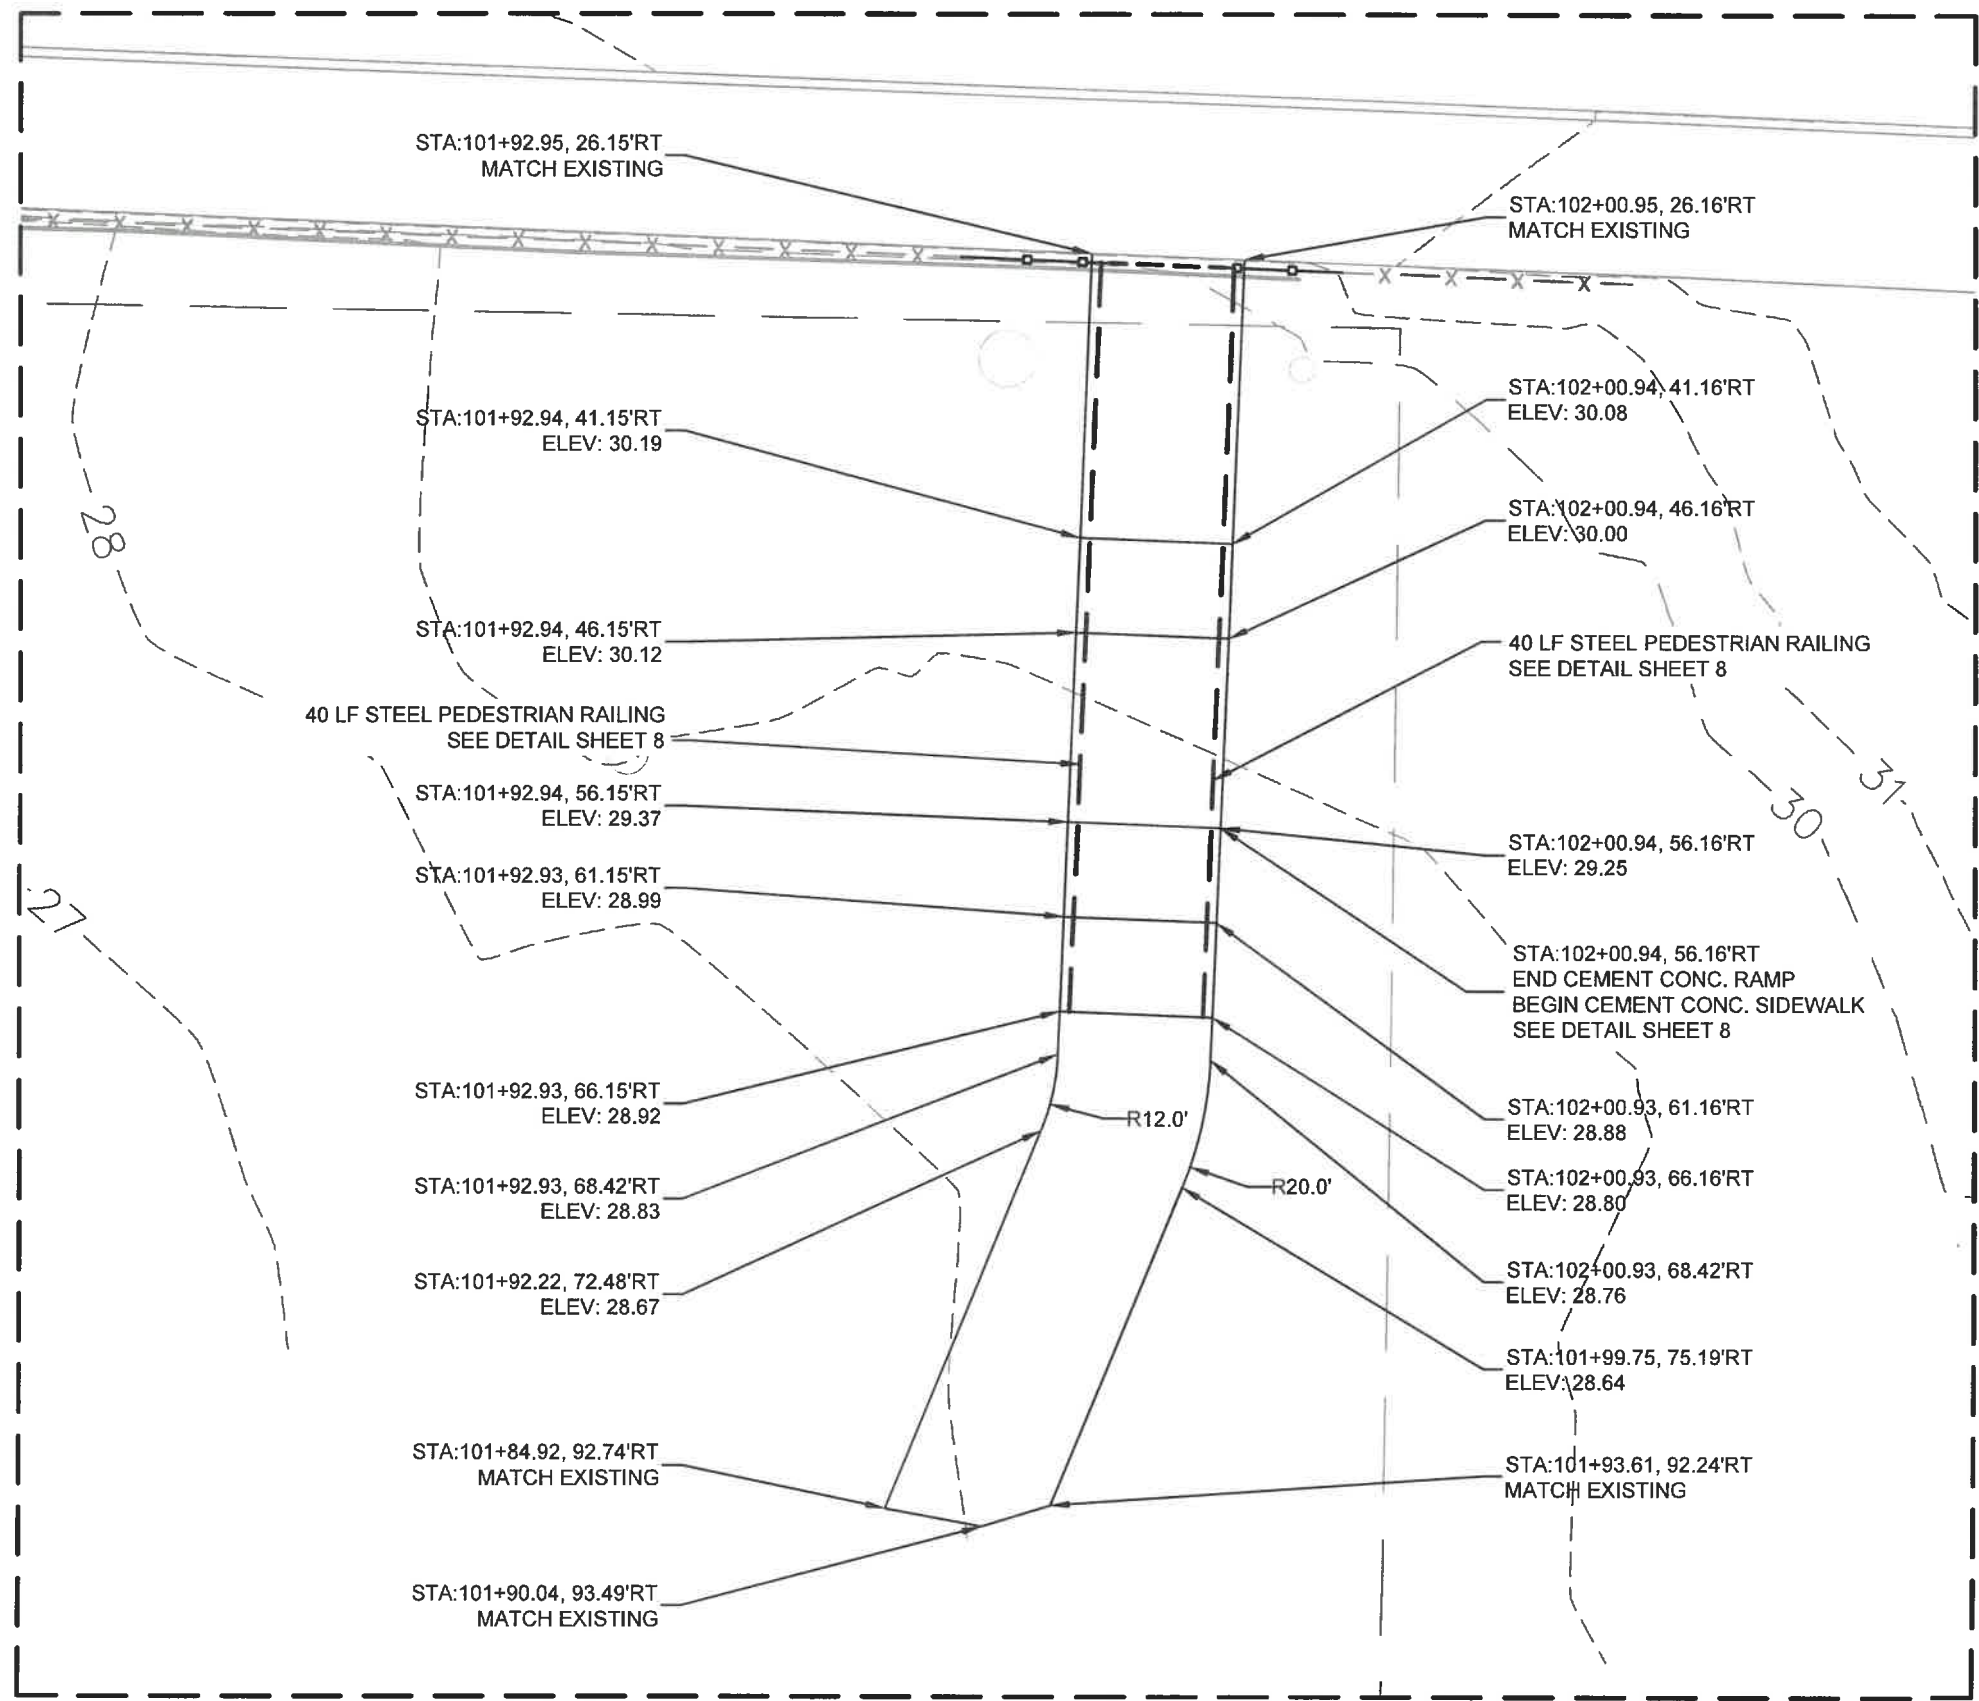 STA:101+92.95, 26.15'RT
MATCH EXISTING
STA:102+00.95, 26.16'RT
MATCH EXISTING
STA:101+92.94, 41.15'RT
ELEV: 30.19
STA:102+00.94, 41.16'RT
ELEV: 30.08
STA:102+00.94, 46.16'RT
ELEV: 30.00
28
STA:101+92.94, 46.15'RT
ELEV: 30.12
40 LF STEEL PEDESTRIAN RAILING
SEE DETAIL SHEET 8
40 LF STEEL PEDESTRIAN RAILING
SEE DETAIL SHEET 8
31
30
STA:101+92.94, 56.15'RT
ELEV: 29.37
STA:102+00.94, 56.16'RT
ELEV: 29.25
STA:101+92.93, 61.15'RT
ELEV: 28.99
27
STA:102+00.94, 56.16'RT
END CEMENT CONC. RAMP
BEGIN CEMENT CONC. SIDEWALK
SEE DETAIL SHEET 8
STA:101+92.93, 66.15'RT
ELEV: 28.92
R12.0'
STA:102+00.93, 61.16'RT
ELEV: 28.88
STA:101+92.93, 68.42'RT
ELEV: 28.83
R20.0'
STA:102+00.93, 66.16'RT
ELEV: 28.80
STA:101+92.22, 72.48'RT
ELEV: 28.67
STA:102+00.93, 68.42'RT
ELEV: 28.76
STA:101+99.75, 75.19'RT
ELEV: 28.64
STA:101+84.92, 92.74'RT
MATCH EXISTING
STA:101+93.61, 92.24'RT
MATCH EXISTING
STA:101+90.04, 93.49'RT
MATCH EXISTING